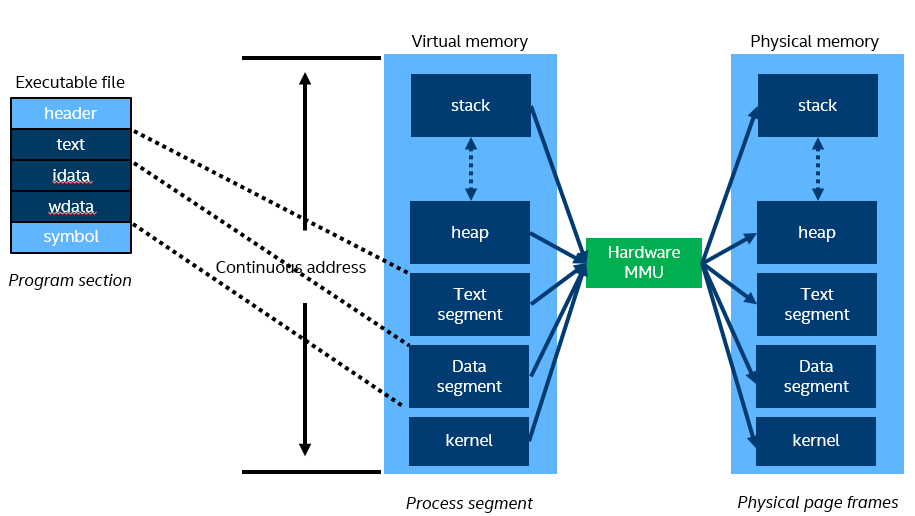 Executable file
header
text
idata
wdata
symbol
Program section
Continuous address
Virtual memory
stack
heap
Text
segment
Data
segment
kernel
Process segment
Hardware
MMU
Physical memory
stack
heap
Text
segment
Data
segment
kernel
Physical page frames